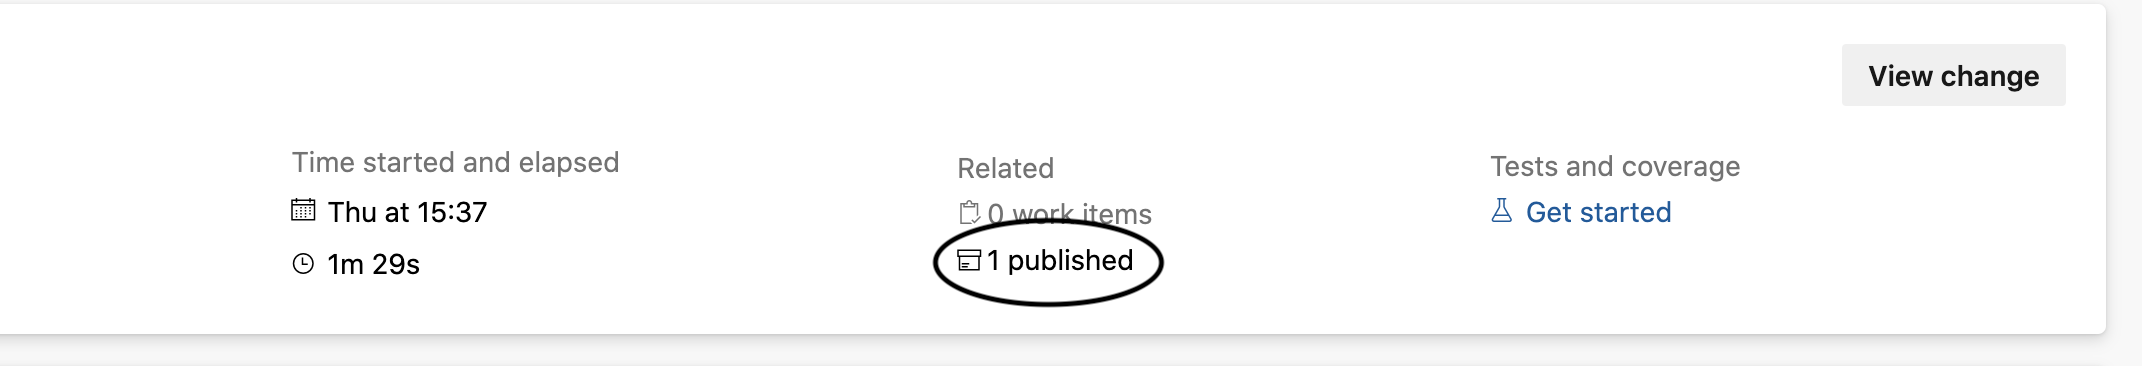 View change
Time started and elapsed
Thu at 15:37
1m 29s
Related
0 work items
1 published
Tests and coverage
Get started